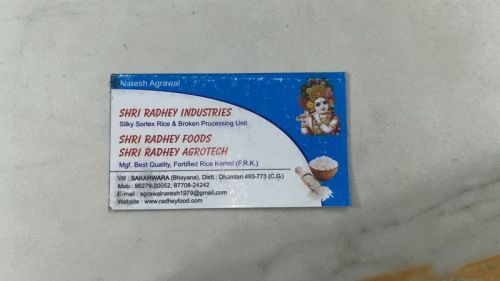 Naresh Agrawal
SHRI RADHEY INDUSTRIES
Silky Sortex Rice & Broken Processing Unit
SHRI RADHEY FOODS
SHRI RADHEY AGROTECH
Mgf. Best Quality, Fortified Rice Kernel (F.R.K.)
Vill : SAKARWARA (Bhoyana), Distt : Dhamtari 493-773 (C.G.)
Mob.: 98279-20052, 87708-24242
E-mail : agrawalnaresh1979@gmail.com
Website : www.radheyfood.com